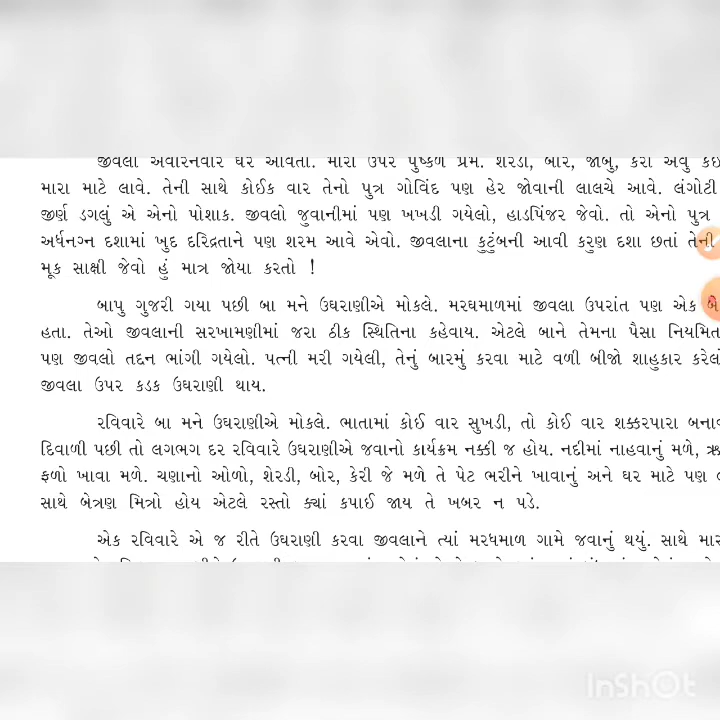 જીવલા અવારનવાર ઘર આવતા. મારા ઉપર પુષ્કળ પ્રેમ. શેરડી, બોર, જાંબુ, કેરી એવું કંઈ
મારા માટે લાવે. તેની સાથે કોઈક વાર તેનો પુત્ર ગોવિંદ પણ હેર જોવાની લાલચે આવે. લંગોટી
જીર્ણ ડગલું એ એનો પોશાક. જીવલો જુવાનીમાં પણ ખખડી ગયેલો, હાડપિંજર જેવો. તો એનો પુત્ર
અર્ધનગ્ન દશામાં ખુદ દરિદ્રતાને પણ શરમ આવે એવો. જીવલાના કુટુંબની આવી કરુણ દશા છતાં તેની
મૂક સાક્ષી જેવો હું માત્ર જોયા કરતો !
બાપુ ગુજરી ગયા પછી બા મને ઉઘરાણીએ મોકલે. મરઘમાળમાં જીવલા ઉપરાંત પણ એક બે
હતા. તેઓ જીવલાની સરખામણીમાં જરા ઠીક સ્થિતિના કહેવાય. એટલે બાને તેમના પૈસા નિયમિત
પણ જીવલો તદ્દન ભાંગી ગયેલો. પત્ની મરી ગયેલી, તેનું બારમું કરવા માટે વળી બીજો શાહુકાર કરેલો
જીવલા ઉપર કડક ઉઘરાણી થાય.
રવિવારે બા મને ઉઘરાણીએ મોકલે. ભાતામાં કોઈ વાર સુખડી, તો કોઈ વાર શક્કરપારા બનાવ
દિવાળી પછી તો લગભગ દર રવિવારે ઉઘરાણીએ જવાનો કાર્યક્રમ નક્કી જ હોય. નદીમાં નાહવાનું મળે,
ફળો ખાવા મળે. ચણાનો ઓળો, શેરડી, બોર, કેરી જે મળે તે પેટ ભરીને ખાવાનું અને ઘર માટે પણ
સાથે બેત્રણ મિત્રો હોય એટલે રસ્તો ક્યાં કપાઈ જાય તે ખબર ન પડે.
એક રવિવારે એ જ રીતે ઉઘરાણી કરવા જીવલાને ત્યાં મરઘમાળ ગામે જવાનું થયું. સાથે
InShOt